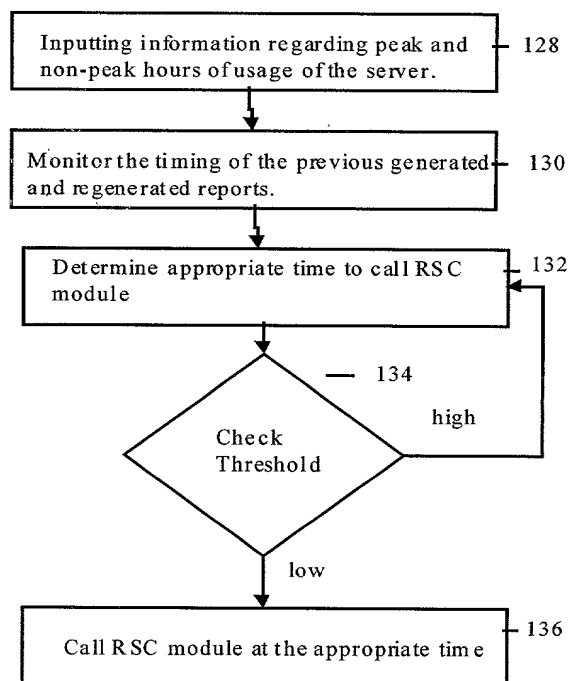 Inputting information regarding peak and
non-peak hours of usage of the server.
128
Monitor the timing of the previous generated
and regenerated reports.
130
Determine appropriate time to call RSC
module
132
134
high
Check
Threshold
low
Call RSC module at the appropriate time
136